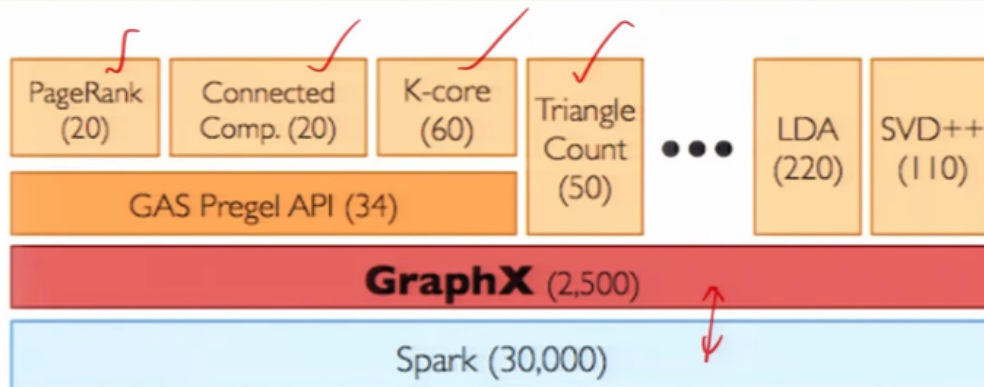 PageRank
(20)
Connected
Comp. (20)
K-core
(60)
Triangle
Count
(50)
LDA
(220)
SVD++
(110)
GAS Pregel API (34)
GraphX (2,500)
Spark (30,000)